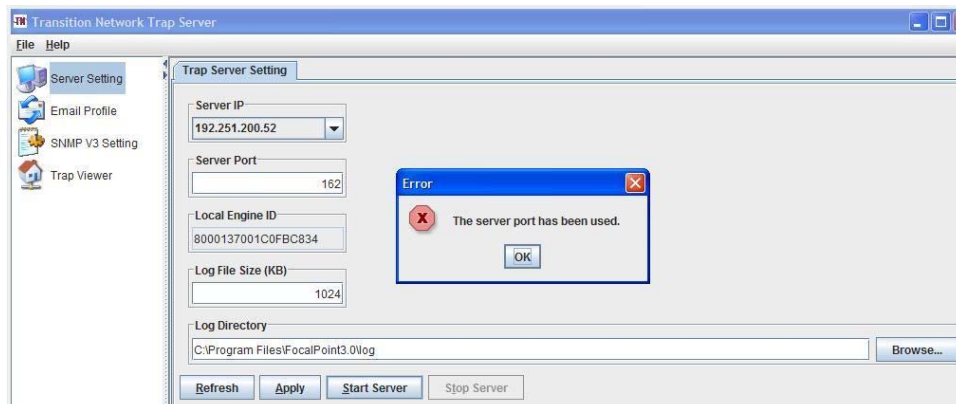 Transition Network Trap Server
File Help
Server Setting
Email Profile
SNMP V3 Setting
Trap Viewer
Trap Server Setting
Server IP
192.251.200.52
Server Port
162
Local Engine ID
8000137001C0FBC834
Log File Size (KB)
1024
Log Directory
C:\Program Files\FocalPoint3.0\log
Browse...
Refresh Apply Start Server Stop Server
Error
The server port has been used.
OK